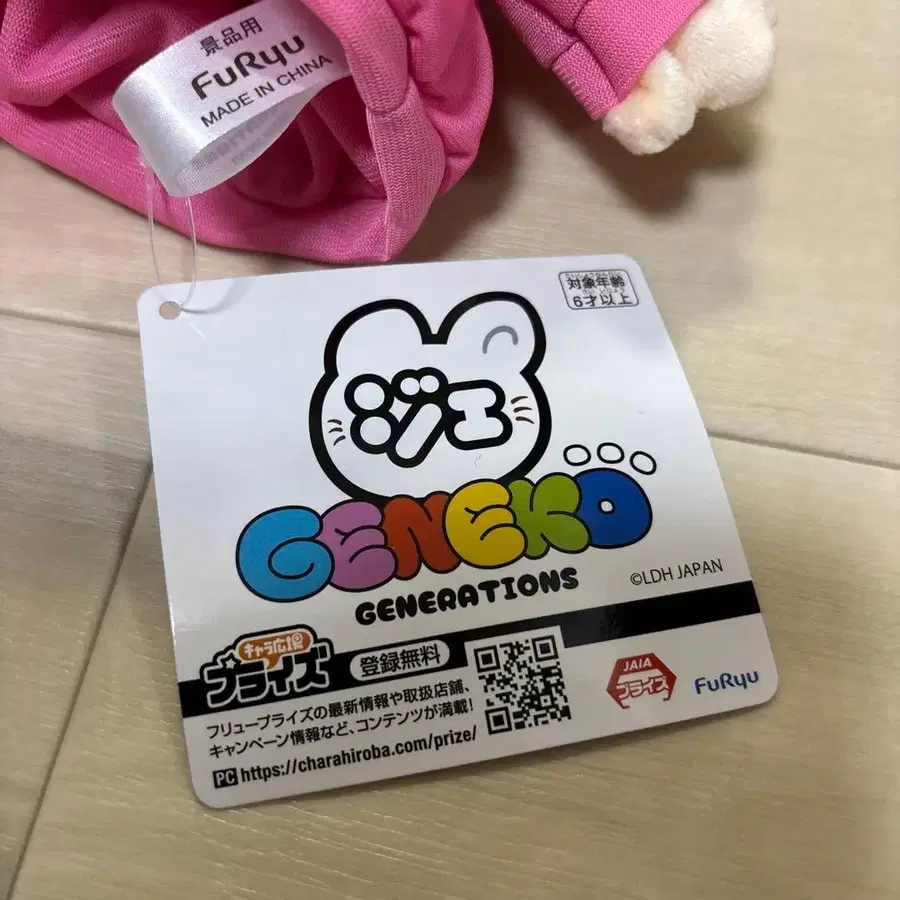 景品用
FuRyu
MADE IN CHINA
対象年齢
6才以上
ジェ
GENEKO
GENERATIONS
©LDH JAPAN
キャラ広場
プライズ
登録無料
フリュープライズの最新情報や取扱店舗、
キャンペーン情報など、コンテンツが満載!
PC https://charahiroba.com/prize/
JAIA
プライズ
FuRyu